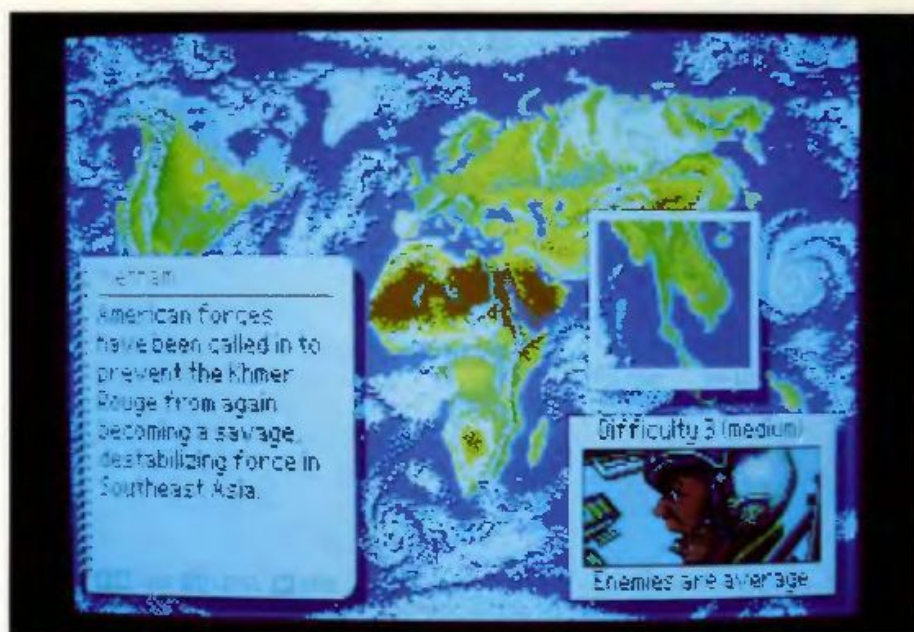 American forces
have been called in to
prevent the Khmer
Rouge from again
becoming a savage,
destabilizing force in
Southeast Asia.
Difficulty 3 (medium)
Enemies are average